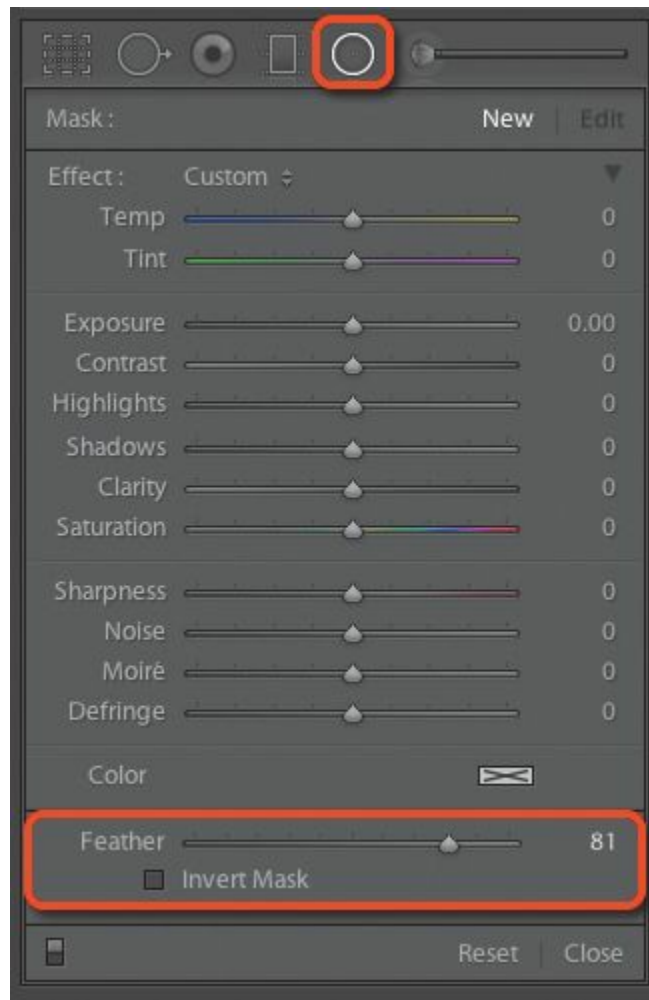 Mask : New Edit
Effect : Custom
Temp 0
Tint 0
Exposure 0.00
Contrast 0
Highlights 0
Shadows 0
Clarity 0
Saturation 0
Sharpness 0
Noise 0
Moiré 0
Defringe 0
Color
Feather 81
Invert Mask
Reset Close